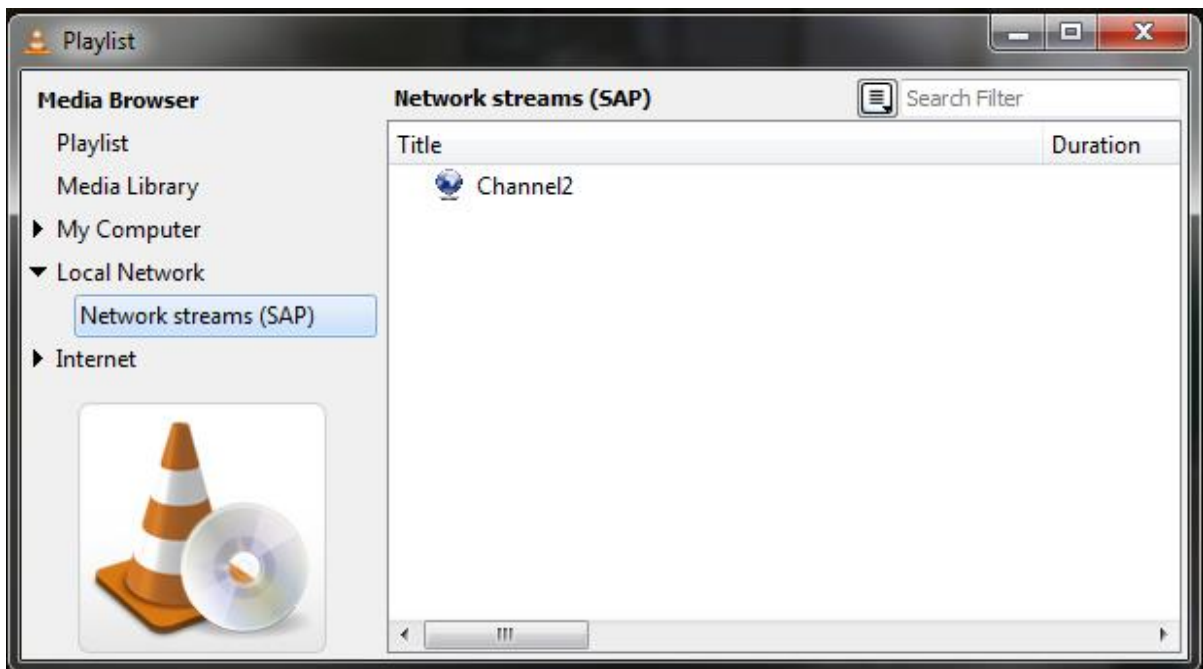 Playlist
Media Browser
Playlist
Media Library
My Computer
Local Network
Network streams (SAP)
Internet
Network streams (SAP)
Search Filter
Title Duration
Channel2